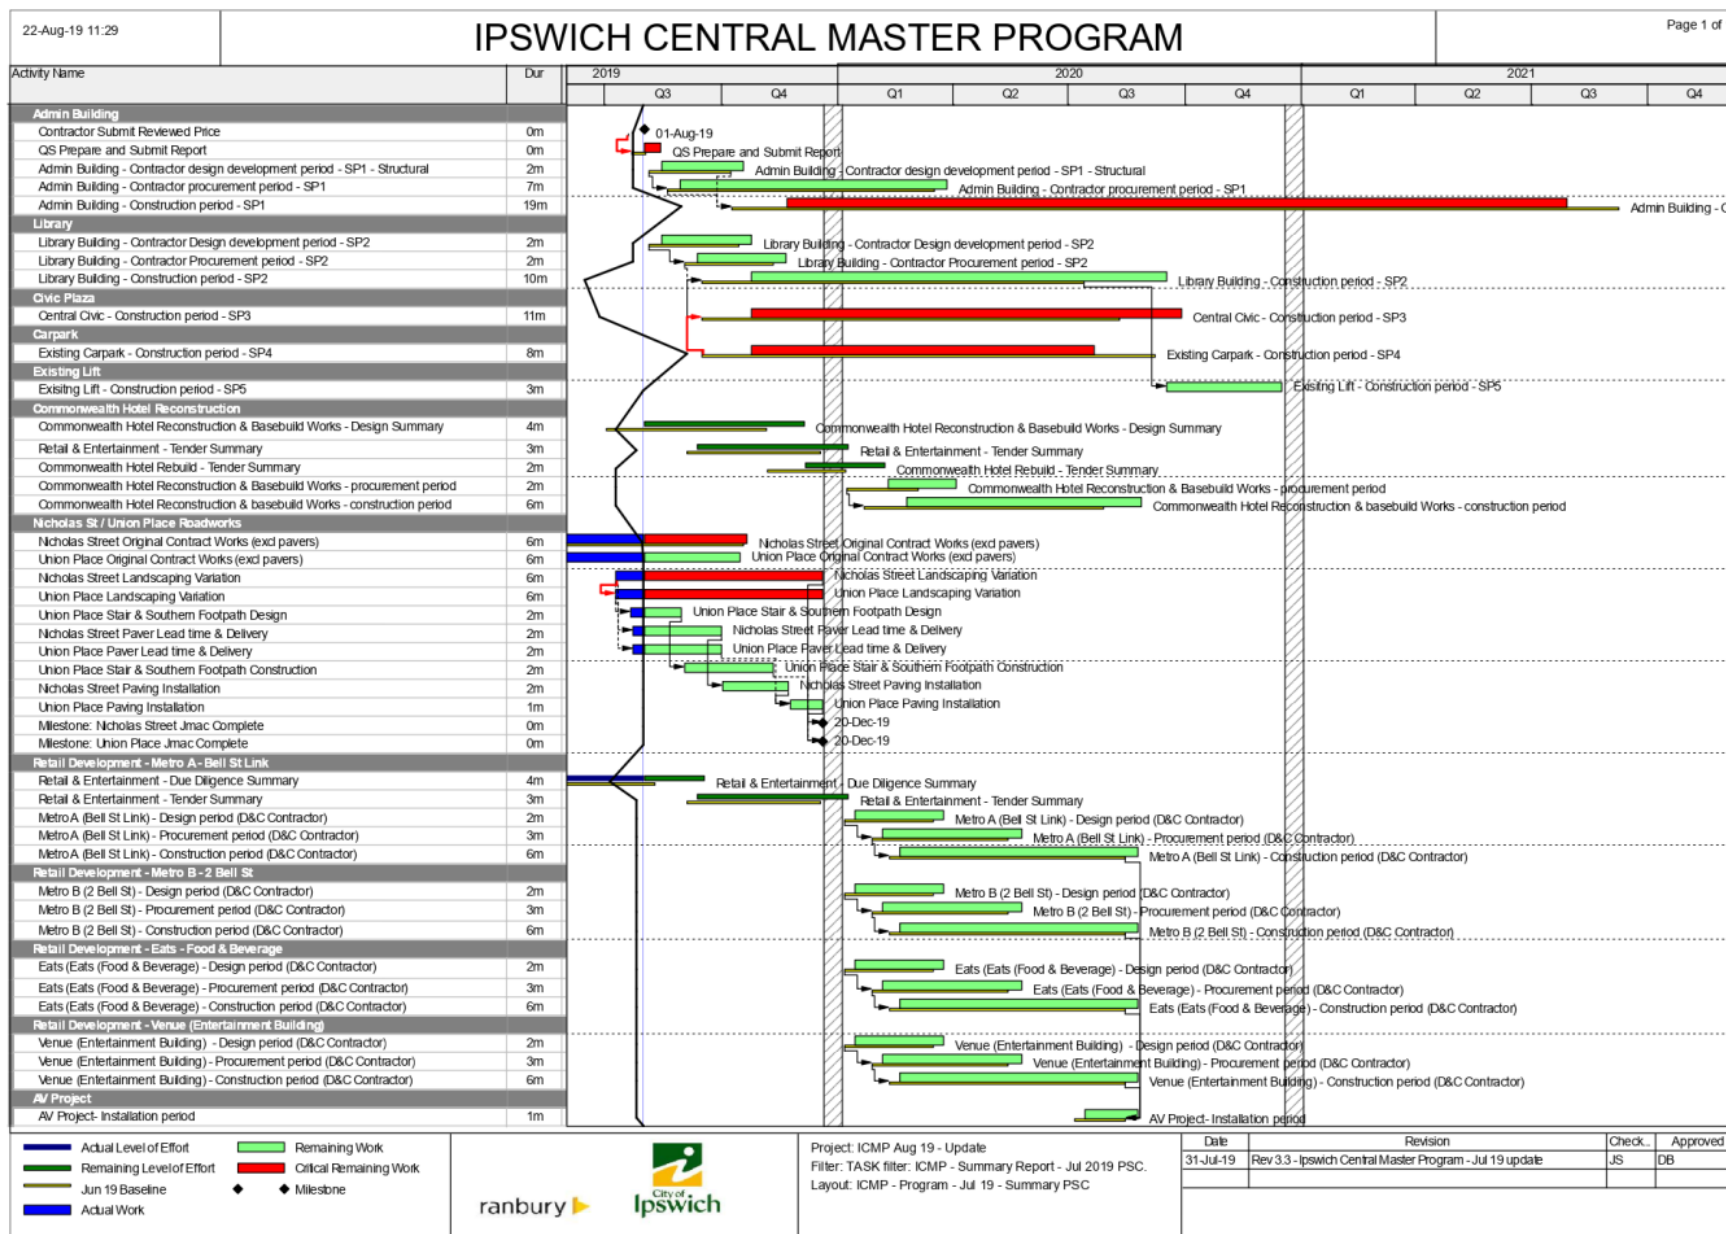 22-Aug-19 11:29
IPSWICH CENTRAL MASTER PROGRAM
Page 1 of
Activity Name Dur 2019 2020 2021
Q3 Q4 Q1 Q2 Q3 Q4 Q1 Q2 Q3 Q4
Admin Building
Contractor Submit Reviewed Price 0m 01-Aug-19
QS Prepare and Submit Report 0m QS Prepare and Submit Report
Admin Building - Contractor design development period - SP1 - Structural 2m Admin Building - Contractor design development period - SP1 - Structural
Admin Building - Contractor procurement period - SP1 7m Admin Building - Contractor procurement period - SP1
Admin Building - Construction period - SP1 19m Admin Building - C
Library
Library Building - Contractor Design development period - SP2 2m Library Building - Contractor Design development period - SP2
Library Building - Contractor Procurement period - SP2 2m Library Building - Contractor Procurement period - SP2
Library Building - Construction period - SP2 10m Library Building - Construction period - SP2
Civic Plaza
Central Civic - Construction period - SP3 11m Central Civic - Construction period - SP3
Carpark
Existing Carpark - Construction period - SP4 8m Existing Carpark - Construction period - SP4
Existing Lift
Exisitng Lift - Construction period - SP5 3m Exisitng Lift - Construction period - SP5
Commonwealth Hotel Reconstruction
Commonwealth Hotel Reconstruction & Basebuild Works - Design Summary 4m Commonwealth Hotel Reconstruction & Basebuild Works - Design Summary
Retail & Entertainment - Tender Summary 3m Retail & Entertainment - Tender Summary
Commonwealth Hotel Rebuild - Tender Summary 2m Commonwealth Hotel Rebuild - Tender Summary
Commonwealth Hotel Reconstruction & Basebuild Works - procurement period 2m Commonwealth Hotel Reconstruction & Basebuild Works - procurement period
Commonwealth Hotel Reconstruction & basebuild Works - construction period 6m Commonwealth Hotel Reconstruction & basebuild Works - construction period
Nicholas St / Union Place Roadworks
Nicholas Street Original Contract Works (excl pavers) 6m Nicholas Street Original Contract Works (excl pavers)
Union Place Original Contract Works (excl pavers) 6m Union Place Original Contract Works (excl pavers)
Nicholas Street Landscaping Variation 6m Nicholas Street Landscaping Variation
Union Place Landscaping Variation 6m Union Place Landscaping Variation
Union Place Stair & Southern Footpath Design 2m Union Place Stair & Southern Footpath Design
Nicholas Street Paver Lead time & Delivery 2m Nicholas Street Paver Lead time & Delivery
Union Place Paver Lead time & Delivery 2m Union Place Paver Lead time & Delivery
Union Place Stair & Southern Footpath Construction 2m Union Place Stair & Southern Footpath Construction
Nicholas Street Paving Installation 2m Nicholas Street Paving Installation
Union Place Paving Installation 1m Union Place Paving Installation
Milestone: Nicholas Street Jmac Complete 0m 20-Dec-19
Milestone: Union Place Jmac Complete 0m 20-Dec-19
Retail Development - Metro A - Bell St Link
Retail & Entertainment - Due Diligence Summary 4m Retail & Entertainment - Due Diligence Summary
Retail & Entertainment - Tender Summary 3m Retail & Entertainment - Tender Summary
Metro A (Bell St Link) - Design period (D&C Contractor) 2m Metro A (Bell St Link) - Design period (D&C Contractor)
Metro A (Bell St Link) - Procurement period (D&C Contractor) 3m Metro A (Bell St Link) - Procurement period (D&C Contractor)
Metro A (Bell St Link) - Construction period (D&C Contractor) 6m Metro A (Bell St Link) - Construction period (D&C Contractor)
Retail Development - Metro B - 2 Bell St
Metro B (2 Bell St) - Design period (D&C Contractor) 2m Metro B (2 Bell St) - Design period (D&C Contractor)
Metro B (2 Bell St) - Procurement period (D&C Contractor) 3m Metro B (2 Bell St) - Procurement period (D&C Contractor)
Metro B (2 Bell St) - Construction period (D&C Contractor) 6m Metro B (2 Bell St) - Construction period (D&C Contractor)
Retail Development - Eats - Food & Beverage
Eats (Eats (Food & Beverage) - Design period (D&C Contractor) 2m Eats (Eats (Food & Beverage) - Design period (D&C Contractor)
Eats (Eats (Food & Beverage) - Procurement period (D&C Contractor) 3m Eats (Eats (Food & Beverage) - Procurement period (D&C Contractor)
Eats (Eats (Food & Beverage) - Construction period (D&C Contractor) 6m Eats (Eats (Food & Beverage) - Construction period (D&C Contractor)
Retail Development - Venue (Entertainment Building)
Venue (Entertainment Building) - Design period (D&C Contractor) 2m Venue (Entertainment Building) - Design period (D&C Contractor)
Venue (Entertainment Building) - Procurement period (D&C Contractor) 3m Venue (Entertainment Building) - Procurement period (D&C Contractor)
Venue (Entertainment Building) - Construction period (D&C Contractor) 6m Venue (Entertainment Building) - Construction period (D&C Contractor)
AV Project
AV Project- Installation period 1m AV Project- Installation period
Actual Level of Effort Remaining Work
Remaining Level of Effort Critical Remaining Work
Jun 19 Baseline Milestone
Actual Work
ranbury
City of
Ipswich
Project: ICMP Aug 19 - Update
Filter: TASK filter: ICMP - Summary Report - Jul 2019 PSC.
Layout: ICMP - Program - Jul 19 - Summary PSC
Date Revision Check... Approved
31-Jul-19 Rev 3.3 - Ipswich Central Master Program - Jul 19 update JS DB